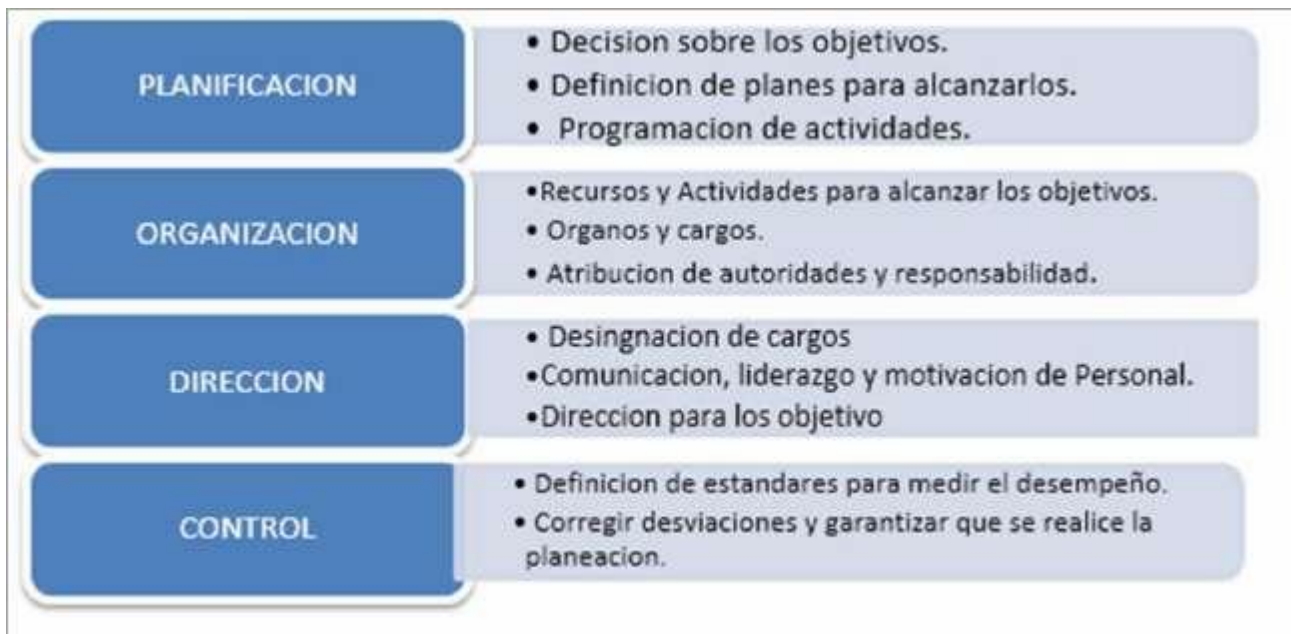 PLANIFICACION
• Decision sobre los objetivos.
• Definicion de planes para alcanzarlos.
• Programacion de actividades.
ORGANIZACION
•Recursos y Actividades para alcanzar los objetivos.
• Organos y cargos.
• Atribucion de autoridades y responsabilidad.
DIRECCION
• Desingnacion de cargos
•Comunicacion, liderazgo y motivacion de Personal.
•Direccion para los objetivo
CONTROL
• Definicion de estandares para medir el desempeño.
• Corregir desviaciones y garantizar que se realice la
planeacion.